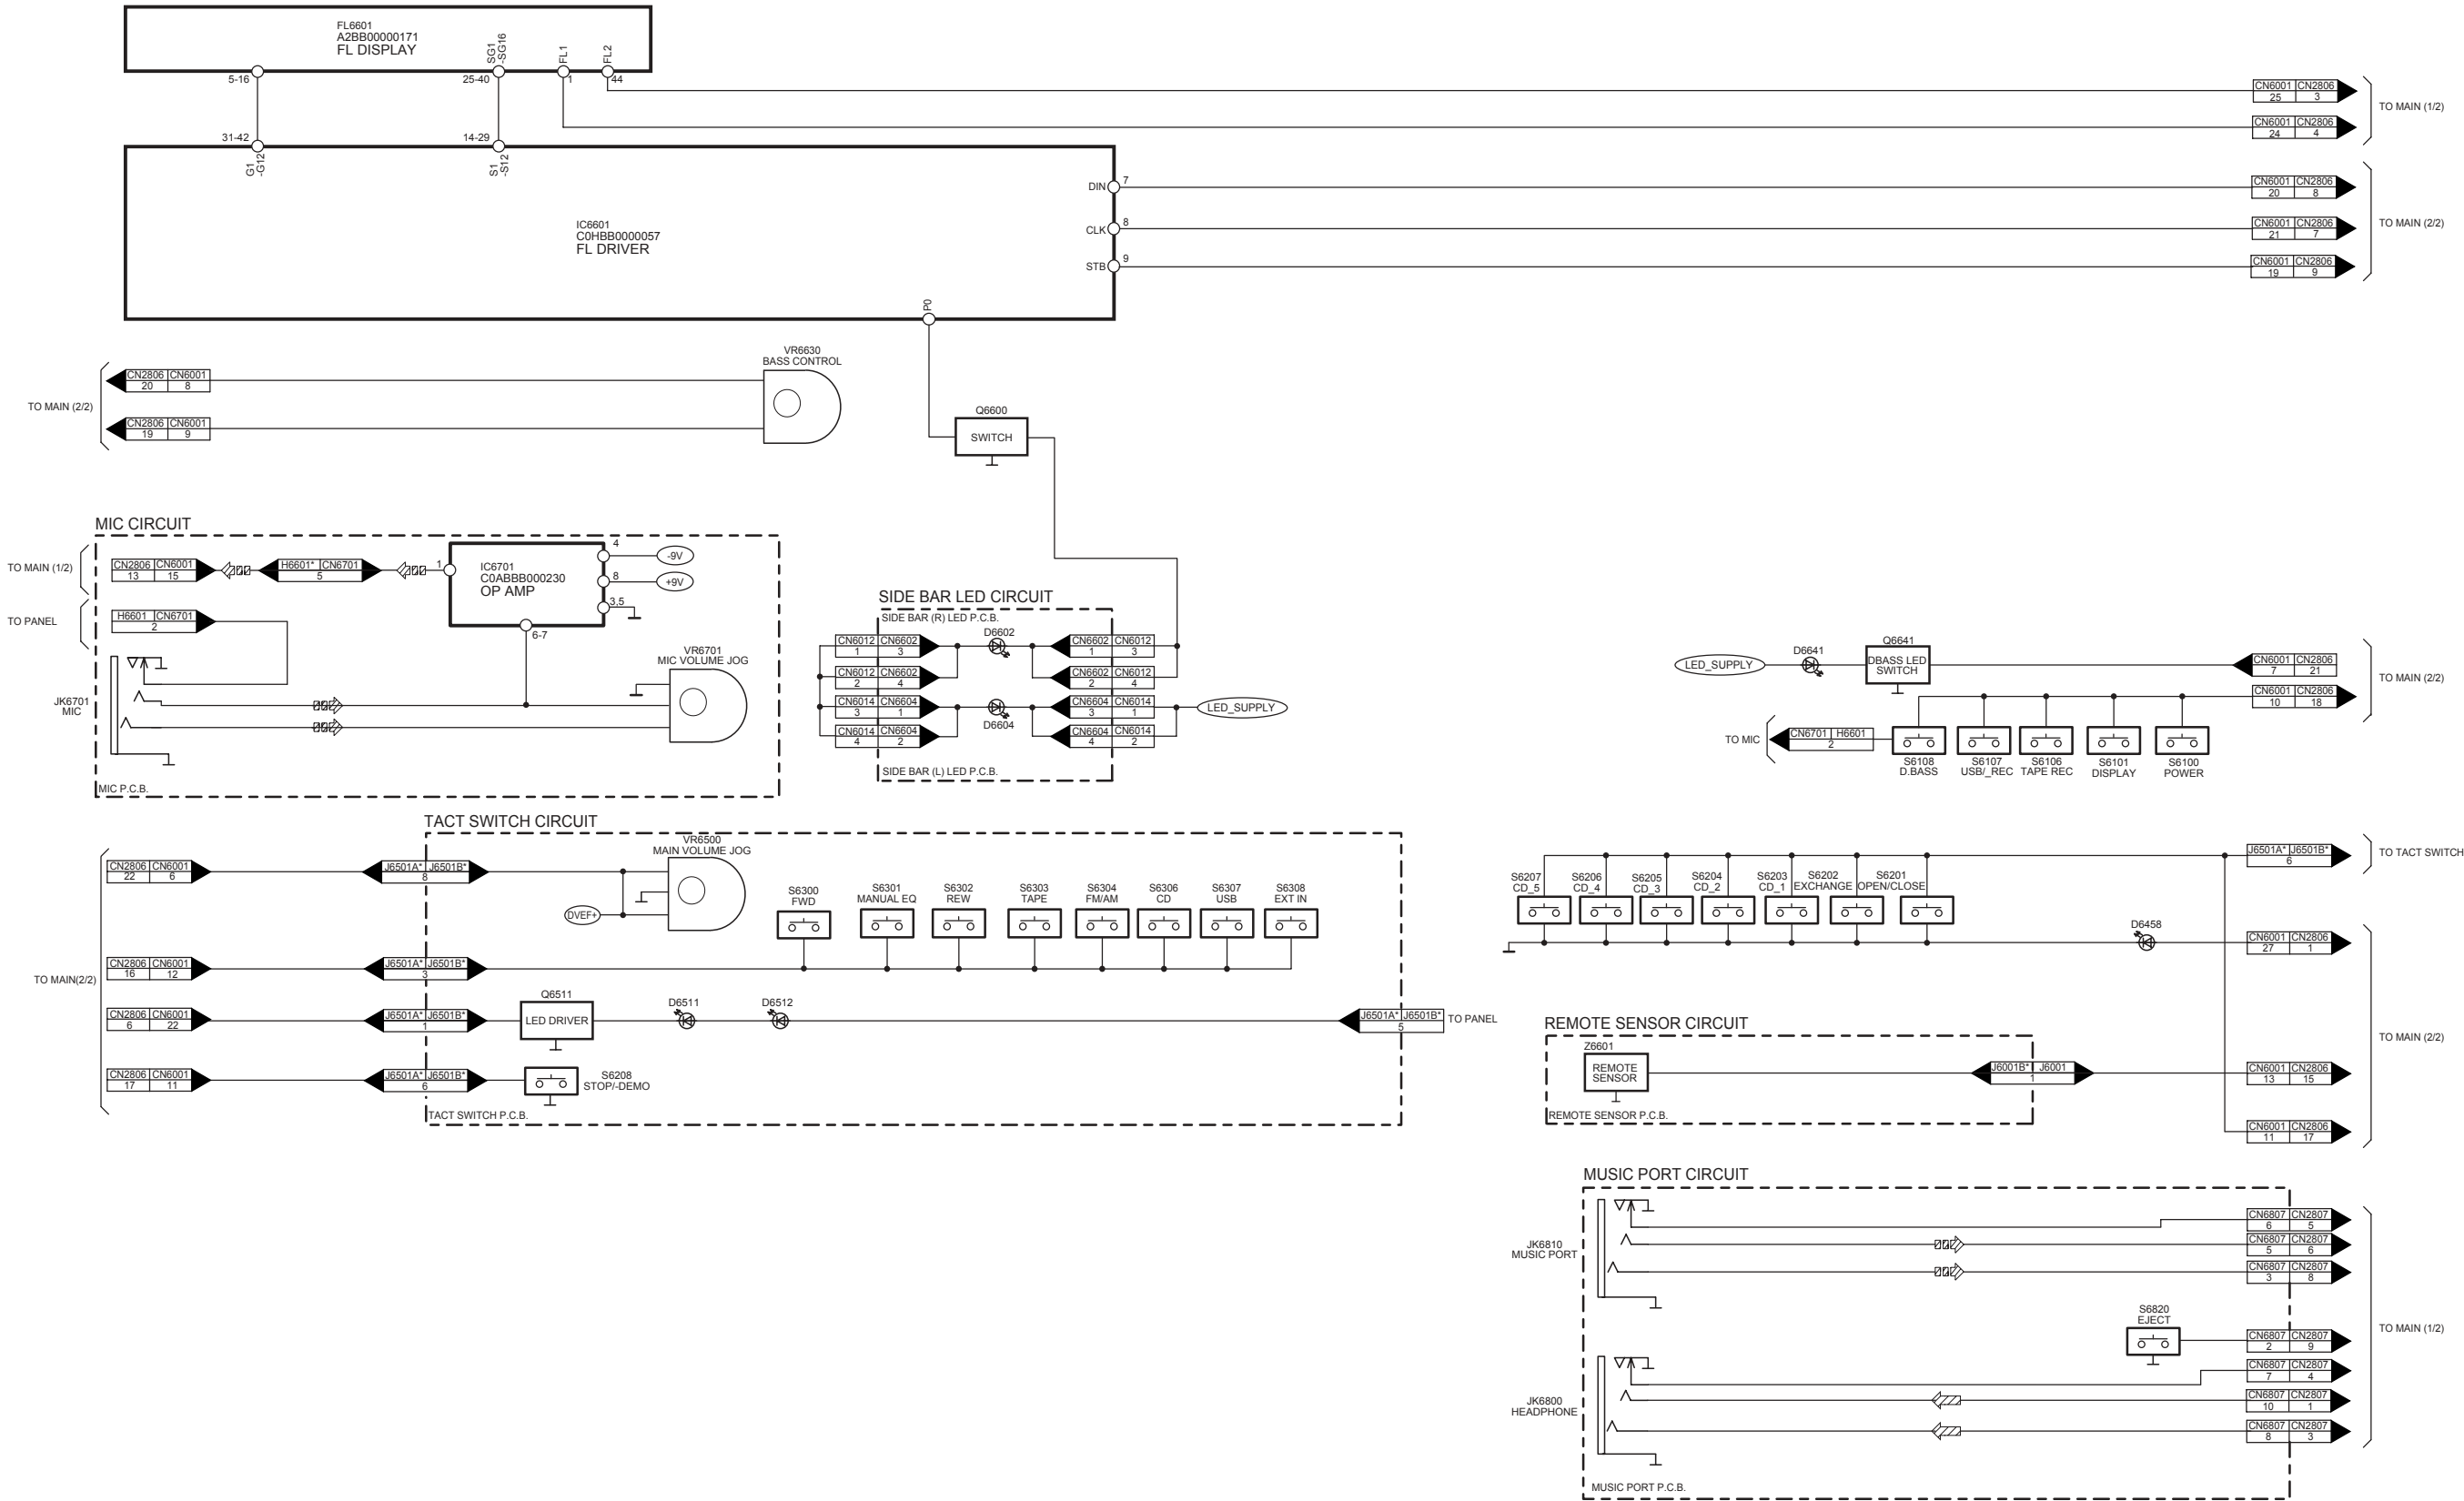 FL6601
A2BB00000171
FL DISPLAY
SG1
-SG16
FL1
FL2
5-16
25-40
1
44
31-42
14-29
G1
-G12
S1
-S12
IC6601
C0HBB0000057
FL DRIVER
DIN
7
CLK
8
STB
9
P0
CN6001 CN2806
25 3
CN6001 CN2806
24 4
TO MAIN (1/2)
CN6001 CN2806
20 8
CN6001 CN2806
21 7
CN6001 CN2806
19 9
TO MAIN (2/2)
VR6630
BASS CONTROL
CN2806 CN6001
20 8
TO MAIN (2/2)
CN2806 CN6001
19 9
Q6600
SWITCH
MIC CIRCUIT
TO MAIN (1/2)
CN2806 CN6001
13 15
H6601* CN6701
5
1
IC6701
C0ABBB000230
OP AMP
4
-9V
8
+9V
3,5
6-7
TO PANEL
H6601 CN6701
2
VR6701
MIC VOLUME JOG
JK6701
MIC
MIC P.C.B.
SIDE BAR LED CIRCUIT
SIDE BAR (R) LED P.C.B.
D6602
CN6012 CN6602
1 3
CN6602 CN6012
1 3
CN6012 CN6602
2 4
CN6602 CN6012
2 4
CN6014 CN6604
3 1
CN6604 CN6014
3 1
LED_SUPPLY
D6604
CN6014 CN6604
4 2
CN6604 CN6014
4 2
SIDE BAR (L) LED P.C.B.
LED_SUPPLY
D6641
Q6641
DBASS LED
SWITCH
CN6001 CN2806
7 21
CN6001 CN2806
10 18
TO MAIN (2/2)
TO MIC
CN6701 H6601
2
S6108
D.BASS
S6107
USB/_REC
S6106
TAPE REC
S6101
DISPLAY
S6100
POWER
TACT SWITCH CIRCUIT
VR6500
MAIN VOLUME JOG
CN2806 CN6001
22 6
J6501A* J6501B*
8
DVEF+
S6300
FWD
S6301
MANUAL EQ
S6302
REW
S6303
TAPE
S6304
FM/AM
S6306
CD
S6307
USB
S6308
EXT IN
TO MAIN(2/2)
CN2806 CN6001
16 12
J6501A* J6501B*
3
CN2806 CN6001
6 22
J6501A* J6501B*
1
Q6511
LED DRIVER
D6511
D6512
J6501A* J6501B*
5
TO PANEL
CN2806 CN6001
17 11
J6501A* J6501B*
6
S6208
STOP/-DEMO
TACT SWITCH P.C.B.
J6501A* J6501B*
6
TO TACT SWITCH
S6207
CD_5
S6206
CD_4
S6205
CD_3
S6204
CD_2
S6203
CD_1
S6202
EXCHANGE
S6201
OPEN/CLOSE
D6458
CN6001 CN2806
27 1
TO MAIN (2/2)
REMOTE SENSOR CIRCUIT
Z6601
REMOTE
SENSOR
J6001B* J6001
1
CN6001 CN2806
13 15
REMOTE SENSOR P.C.B.
CN6001 CN2806
11 17
MUSIC PORT CIRCUIT
JK6810
MUSIC PORT
CN6807 CN2807
6 5
CN6807 CN2807
5 6
CN6807 CN2807
3 8
S6820
EJECT
CN6807 CN2807
2 9
TO MAIN (1/2)
CN6807 CN2807
7 4
JK6800
HEADPHONE
CN6807 CN2807
10 1
CN6807 CN2807
8 3
MUSIC PORT P.C.B.